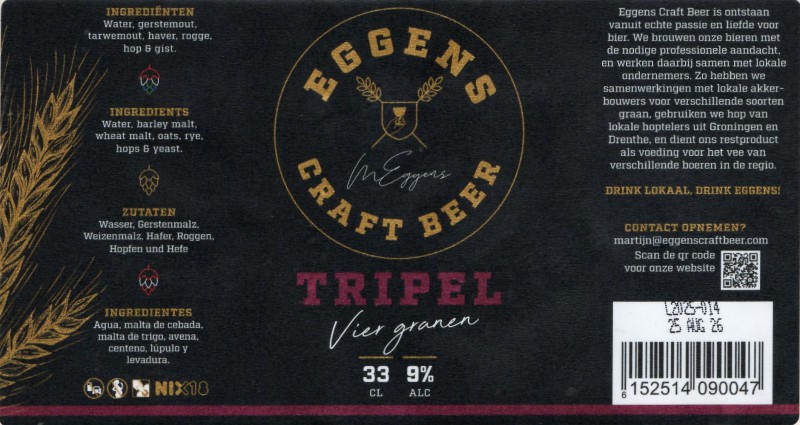 INGREDIËNTEN
Water, gerstemout,
tarwemout, haver, rogge,
hop & gist.
INGREDIENTS
Water, barley malt,
wheat malt, oats, rye,
hops & yeast.
ZUTATEN
Wasser, Gerstenmalz,
Weizenmalz, Hafer, Roggen,
Hopfen und Hefe
INGREDIENTES
Agua, malta de cebada,
malta de trigo, avena,
centeno, lúpulo y
levadura.
NIX18
EGGENS
MEggens
CRAFT BEER
TRIPEL
Vier granen
33 9%
CL ALC
Eggens Craft Beer is ontstaan
vanuit echte passie en liefde voor
bier. We brouwen onze bieren met
de nodige professionele aandacht,
en werken daarbij samen met lokale
ondernemers. Zo hebben we
samenwerkingen met lokale akker-
bouwers voor verschillende soorten
graan, gebruiken we hop van
lokale hoptelers uit Groningen en
Drenthe, en dient ons restproduct
als voeding voor het vee van
verschillende boeren in de regio.
DRINK LOKAAL, DRINK EGGENS!
CONTACT OPNEMEN?
martijn@eggenscraftbeer.com
Scan de qr code
voor onze website
L2025-014
25 AUG 26
6 152514 090047